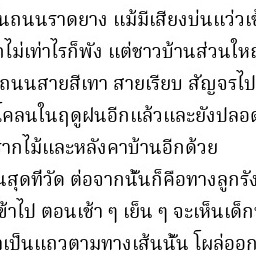 นถนนราดยาง แม้มีเสียงบ่นแว่วเข้
ไม่เท่าไรก็พัง แต่ชาวบ้านส่วนให
ถนนสายสีเทา สายเรียบ สัญจรไป
โคลนในฤดูฝนอีกแล้วและยังปลอด
รากไม้และหลังคาบ้านอีกด้วย
นสุดทีวัด ต่อจากนั้นก็คือทางลูกรัง
ข้าไป ตอนเช้า ๆ เย็น ๆ จะเห็นเด็ก
เป็นแถวตามทางเส้นนั้น โผล่ออก